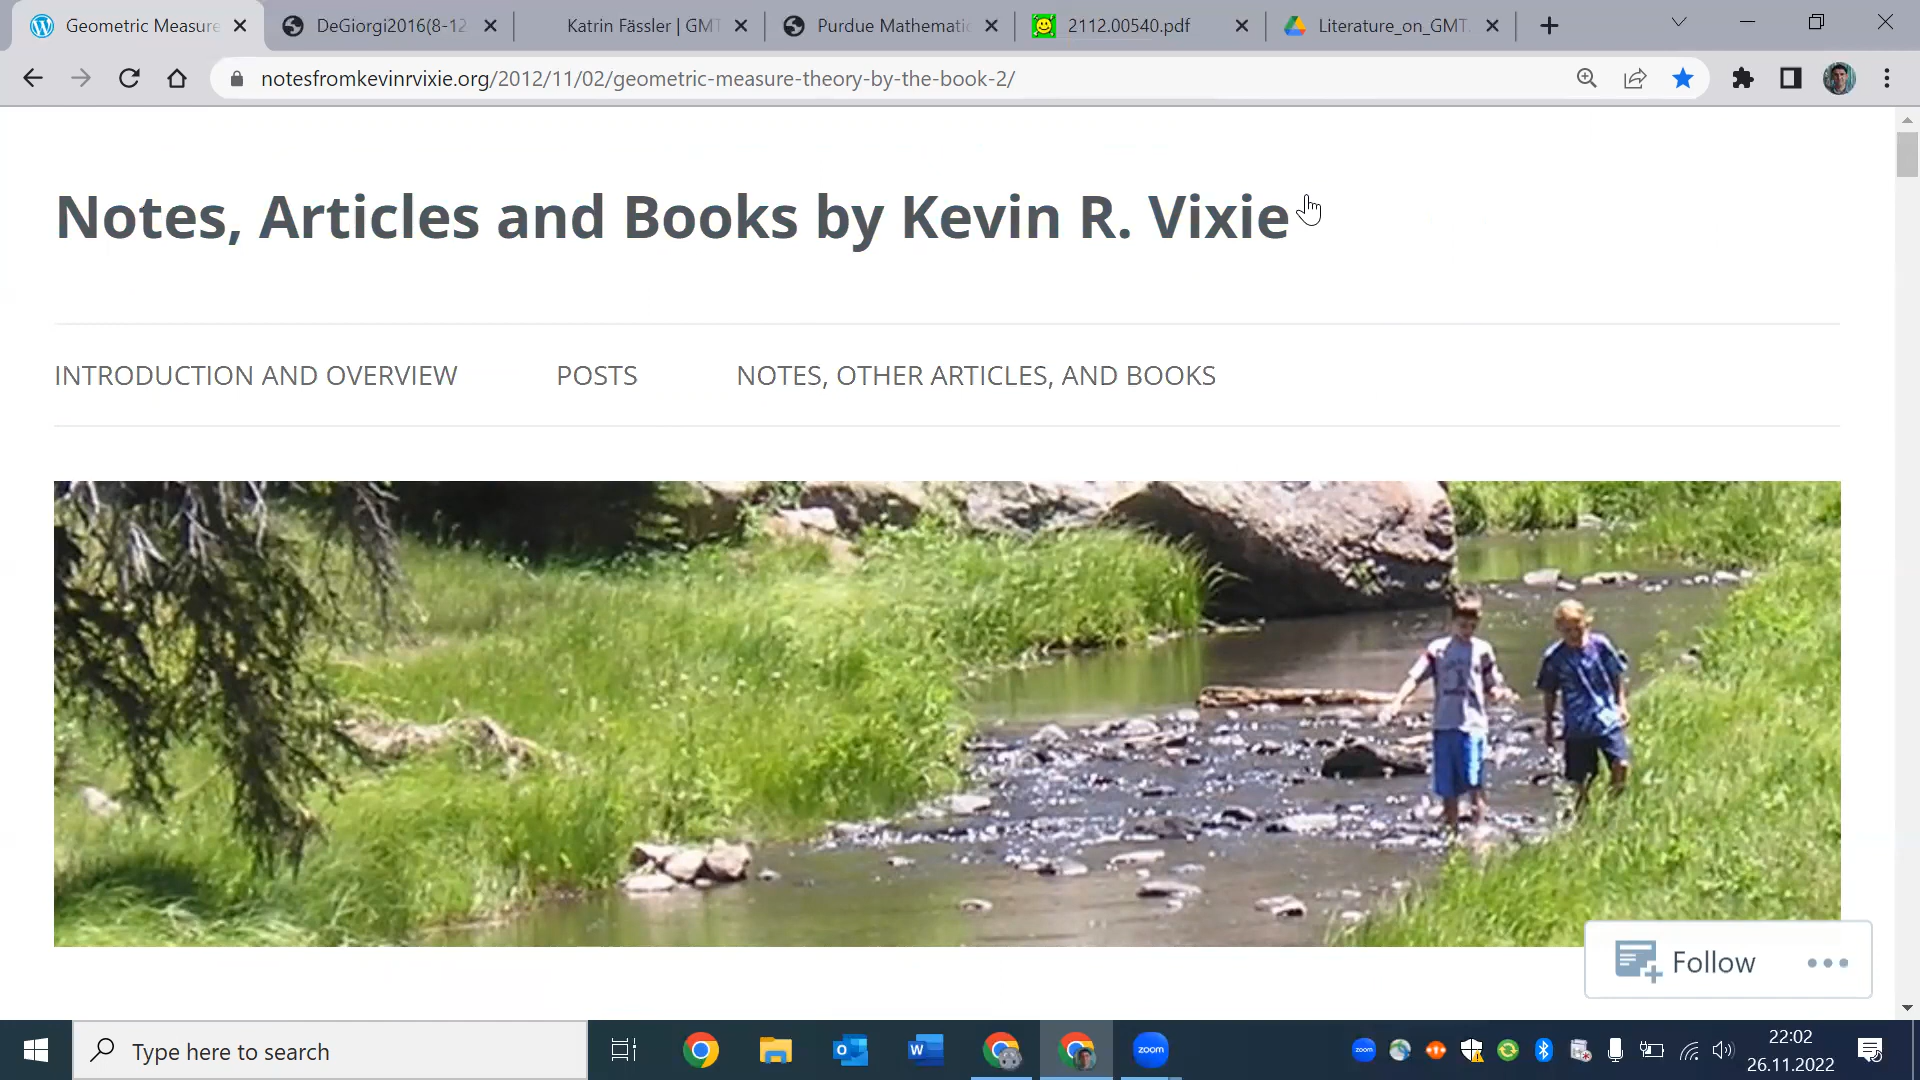 Geometric Measure
DeGiorgi2016(8-12
Katrin Fässler | GMT
Purdue Mathematic
2112.00540.pdf
Literature_on_GMT
notesfromkevinrvixie.org/2012/11/02/geometric-measure-theory-by-the-book-2/
Notes, Articles and Books by Kevin R. Vixie
INTRODUCTION AND OVERVIEW
POSTS
NOTES, OTHER ARTICLES, AND BOOKS
Follow
Type here to search
zoom
zoom
22:02
26.11.2022